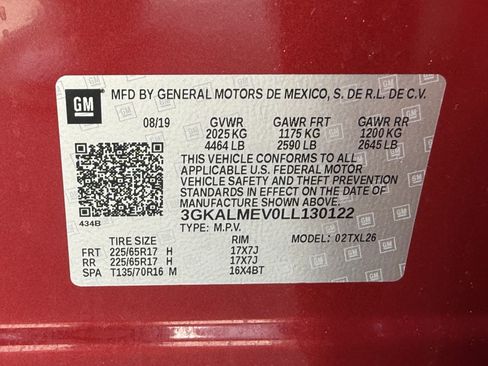 GM
MFD BY GENERAL MOTORS DE MEXICO, S. DE R.L. DE C.V.
08/19 GVWR GAWR FRT GAWR RR
2025 KG 1175 KG 1200 KG
4464 LB 2590 LB 2645 LB
THIS VEHICLE CONFORMS TO ALL
APPLICABLE U.S. FEDERAL MOTOR
VEHICLE SAFETY AND THEFT PREVENTION
STANDARDS IN EFFECT ON THE DATE OF
MANUFACTURE SHOWN ABOVE.
3GKALMEV0LL130122
434B TYPE: M.P.V. MODEL: 02TXL26
TIRE SIZE RIM
FRT 225/65R17 H 17X7J
RR 225/65R17 H 17X7J
SPA T135/70R16 M 16X4BT